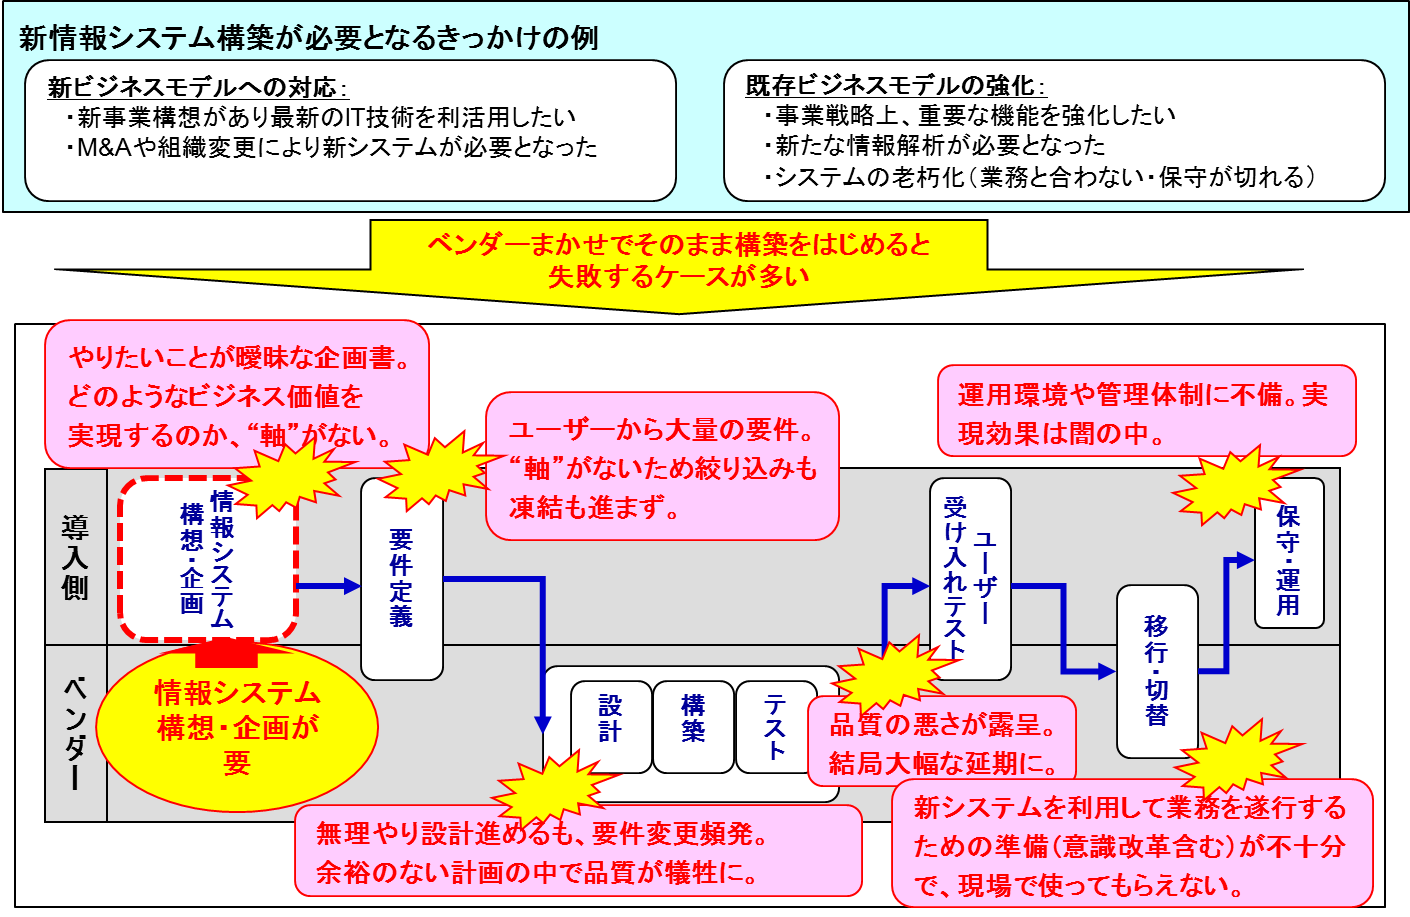 新情報システム構築が必要となるきっかけの例
新ビジネスモデルへの対応：
・新事業構想があり最新のIT技術を利活用したい
・M&Aや組織変更により新システムが必要となった
既存ビジネスモデルの強化：
・事業戦略上、重要な機能を強化したい
・新たな情報解析が必要となった
・システムの老朽化（業務と合わない・保守が切れる）
ベンダーまかせでそのまま構築をはじめると
失敗するケースが多い
やりたいことが曖昧な企画書。
どのようなビジネス価値を
実現するのか、“軸”がない。
ユーザーから大量の要件。
“軸”がないため絞り込みも
凍結も進まず。
運用環境や管理体制に不備。実
現効果は闇の中。
導入側
情報システム
構想・企画
要件定義
ユーザー
受け入れテスト
移行・切替
保守・運用
ベンダー
情報システム
構想・企画が
要
設計
構築
テスト
品質の悪さが露呈。
結局大幅な延期に。
無理やり設計進めるも、要件変更頻発。
余裕のない計画の中で品質が犠牲に。
新システムを利用して業務を遂行する
ための準備（意識改革含む）が不十分
で、現場で使ってもらえない。